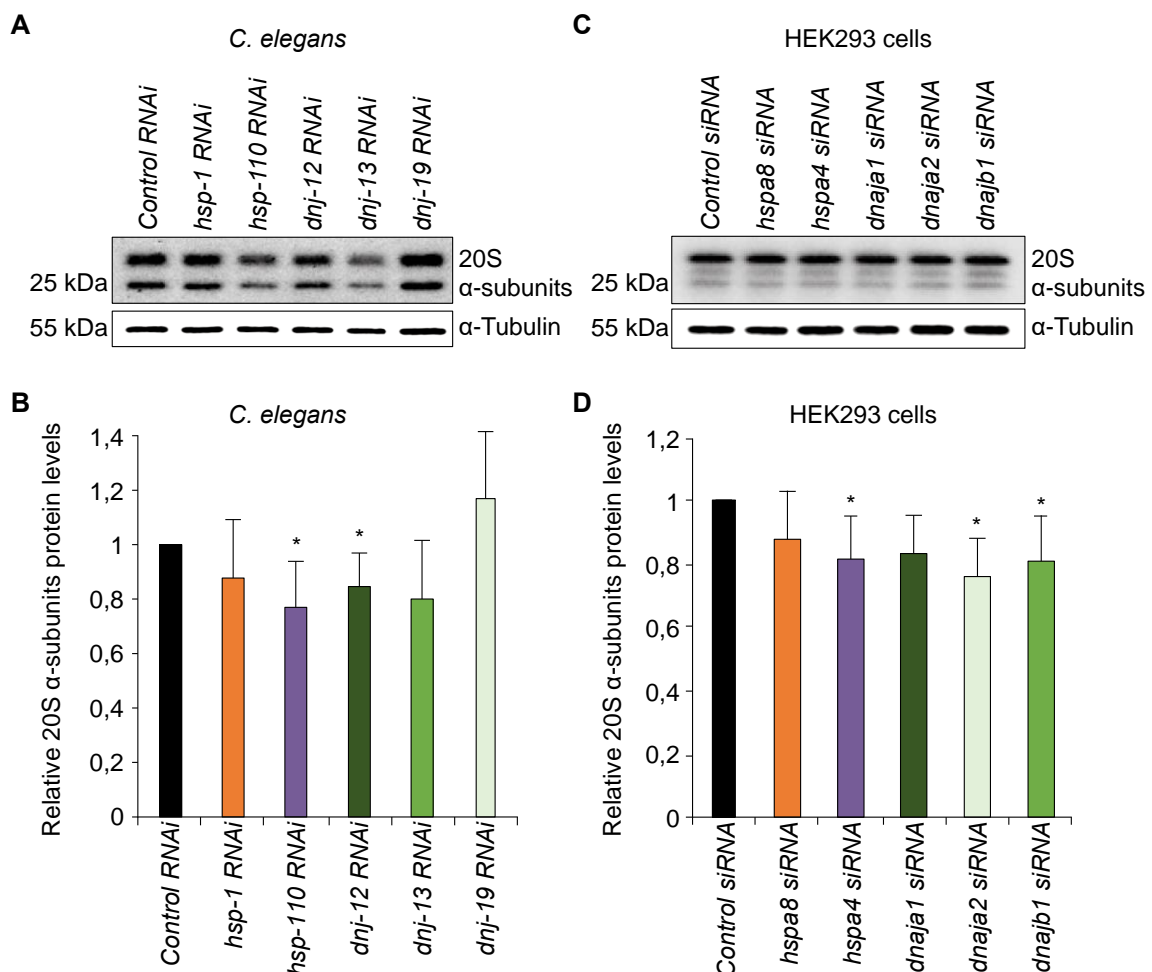 A
C. elegans
Control RNAi
hsp-1 RNAi
hsp-110 RNAi
dnj-12 RNAi
dnj-13 RNAi
dnj-19 RNAi
20S
25 kDa
α-subunits
55 kDa
α-Tubulin
C
HEK293 cells
Control siRNA
hspa8 siRNA
hspa4 siRNA
dnaja1 siRNA
dnaja2 siRNA
dnajb1 siRNA
20S
25 kDa
α-subunits
55 kDa
α-Tubulin
B
C. elegans
Relative 20S α-subunits protein levels
1,4
1,2
1
0,8
0,6
0,4
0,2
0
*
*
Control RNAi
hsp-1 RNAi
hsp-110 RNAi
dnj-12 RNAi
dnj-13 RNAi
dnj-19 RNAi
D
HEK293 cells
Relative 20S α-subunits protein levels
1,2
1
0,8
0,6
0,4
0,2
0
*
*
*
Control siRNA
hspa8 siRNA
hspa4 siRNA
dnaja1 siRNA
dnaja2 siRNA
dnajb1 siRNA